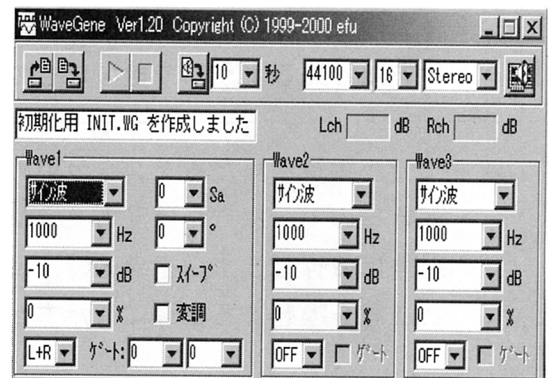 WaveGene Ver1.20 Copyright (C) 1999-2000 efu
10 秒 44100 16 Stereo
初期化用 INIT.WG を作成しました Lch dB Rch dB
Wave1 Wave2 Wave3
サイン波 0 Sa サイン波 サイン波
1000 Hz 0 ° 1000 Hz 1000 Hz
-10 dB スイープ -10 dB -10 dB
0 % 変調 0 % 0 %
L+R ゲート: 0 0 OFF ゲート OFF ゲート